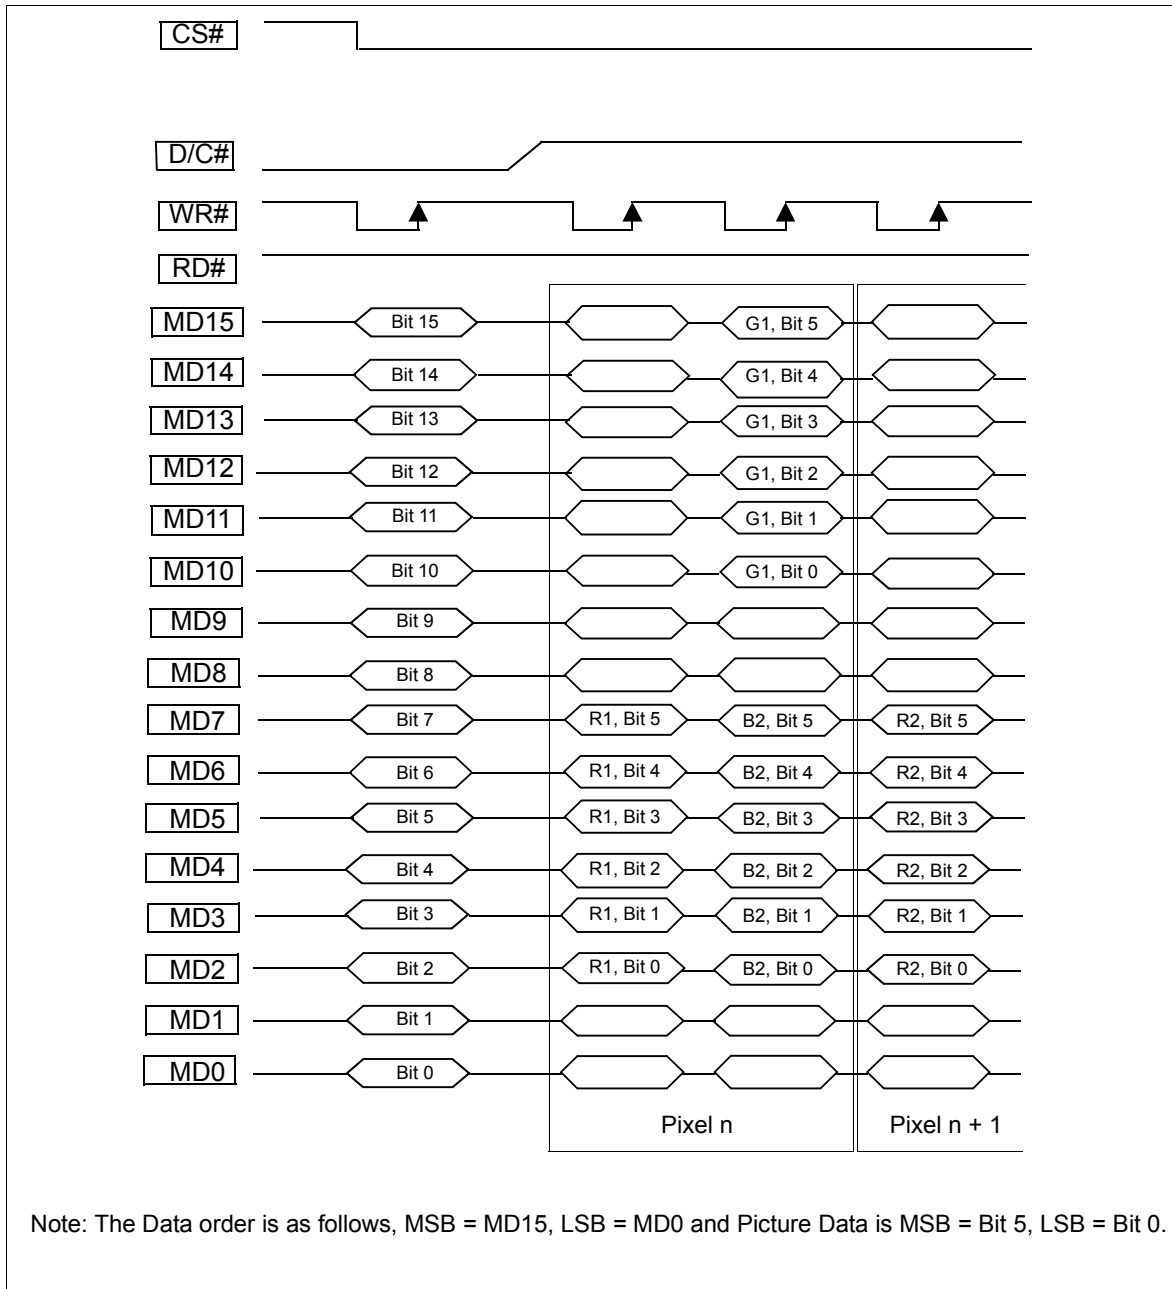 CS#
D/C#
WR#
RD#
MD15 Bit 15 G1, Bit 5
MD14 Bit 14 G1, Bit 4
MD13 Bit 13 G1, Bit 3
MD12 Bit 12 G1, Bit 2
MD11 Bit 11 G1, Bit 1
MD10 Bit 10 G1, Bit 0
MD9 Bit 9
MD8 Bit 8
MD7 Bit 7 R1, Bit 5 B2, Bit 5 R2, Bit 5
MD6 Bit 6 R1, Bit 4 B2, Bit 4 R2, Bit 4
MD5 Bit 5 R1, Bit 3 B2, Bit 3 R2, Bit 3
MD4 Bit 4 R1, Bit 2 B2, Bit 2 R2, Bit 2
MD3 Bit 3 R1, Bit 1 B2, Bit 1 R2, Bit 1
MD2 Bit 2 R1, Bit 0 B2, Bit 0 R2, Bit 0
MD1 Bit 1
MD0 Bit 0
Pixel n Pixel n + 1
Note: The Data order is as follows, MSB = MD15, LSB = MD0 and Picture Data is MSB = Bit 5, LSB = Bit 0.